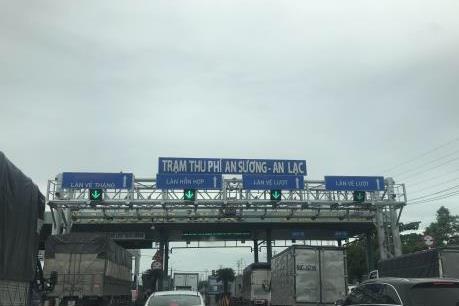 TRẠM THU PHÍ AN SƯƠNG - AN LẠC
LÀN VÉ THÁNG
LÀN HỖN HỢP
LÀN VÉ LƯỢT
LÀN VÉ LƯỢT